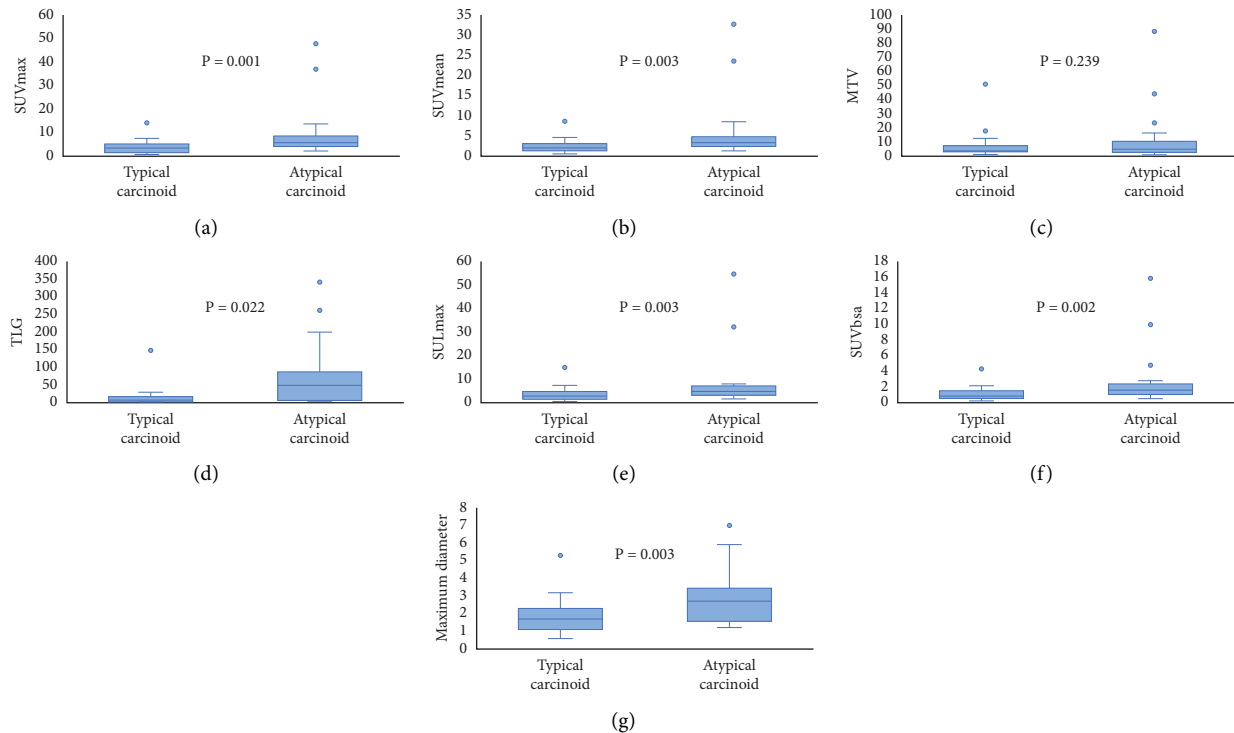 SUVmax
60
50
40
30
20
10
0
P = 0.001
Typical
carcinoid
Atypical
carcinoid
(a)
SUVmean
35
30
25
20
15
10
5
0
P = 0.003
Typical
carcinoid
Atypical
carcinoid
(b)
MTV
100
90
80
70
60
50
40
30
20
10
0
P = 0.239
Typical
carcinoid
Atypical
carcinoid
(c)
TLG
400
350
300
250
200
150
100
50
0
P = 0.022
Typical
carcinoid
Atypical
carcinoid
(d)
SULmax
60
50
40
30
20
10
0
P = 0.003
Typical
carcinoid
Atypical
carcinoid
(e)
SUVbsa
18
16
14
12
10
8
6
4
2
0
P = 0.002
Typical
carcinoid
Atypical
carcinoid
(f)
Maximum diameter
8
7
6
5
4
3
2
1
0
P = 0.003
Typical
carcinoid
Atypical
carcinoid
(g)